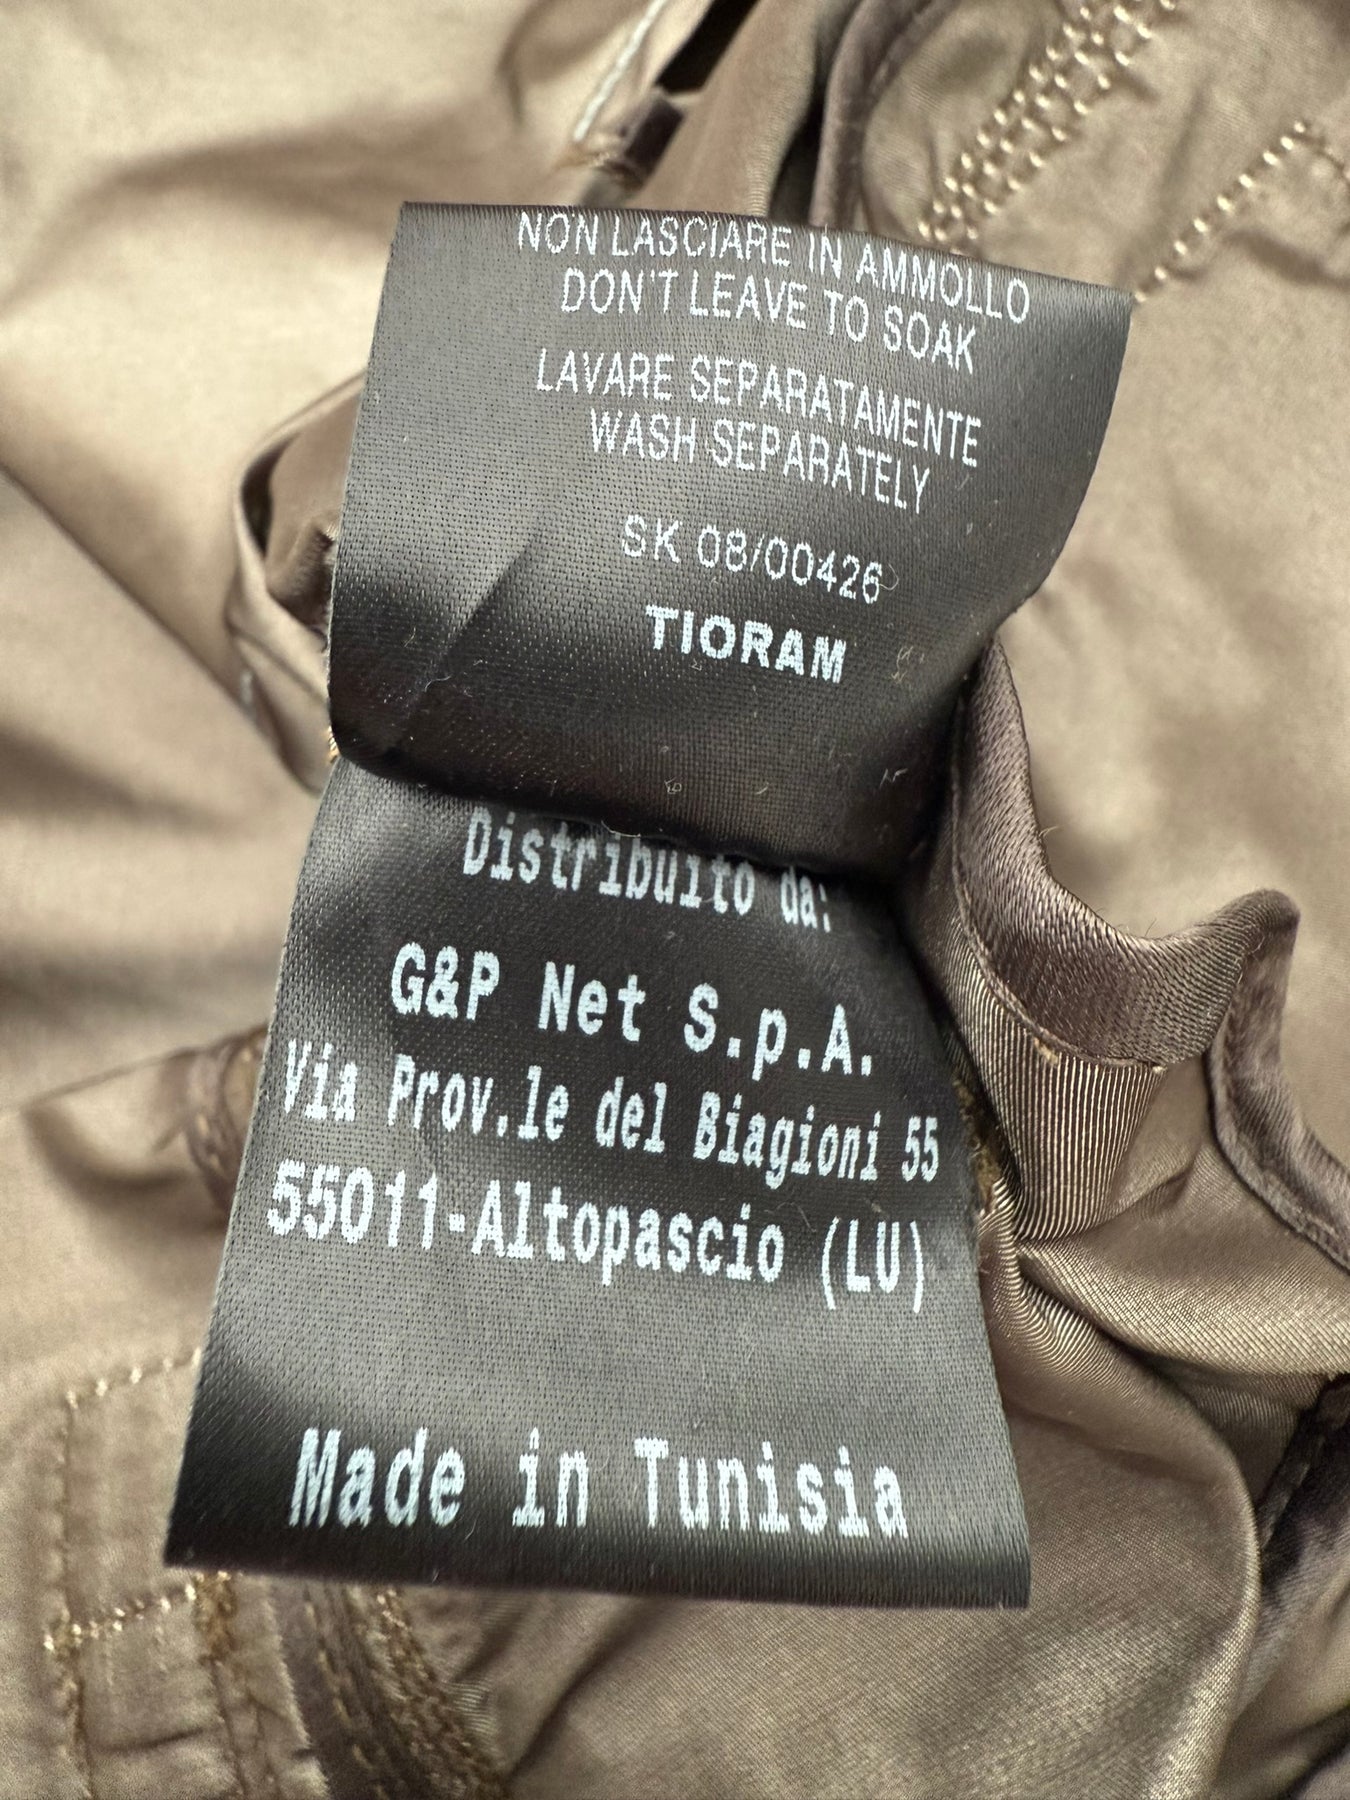 NON LASCIARE IN AMMOLLO
DON'T LEAVE TO SOAK
LAVARE SEPARATAMENTE
WASH SEPARATELY
SK 08/00426
TIORAM
Distribuito da:
G&P Net S.p.A.
Via Prov.le del Biagioni 55
55011-Altopascio (LU)
Made in Tunisia